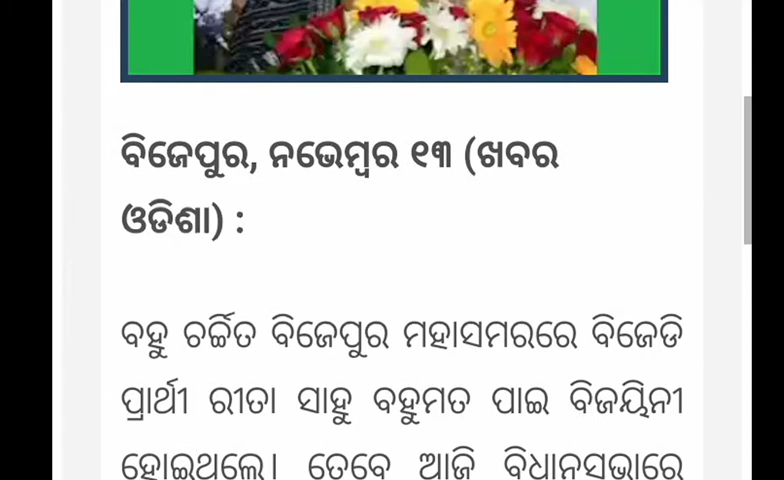 ବିଜେପୁର, ନଭେମ୍ବର ୧୩ (ଖବର
ଓଡିଶା) :
ବହୁ ଚର୍ଚ୍ଚିତ ବିଜେପୁର ମହାସମରରେ ବିଜେଡି
ପ୍ରାର୍ଥୀ ରୀତା ସାହୁ ବହୁମତ ପାଇ ବିଜୟିନୀ
ହୋଇଥିଲେ। ତେବେ ଆଜି ବିଧାନସଭାରେ